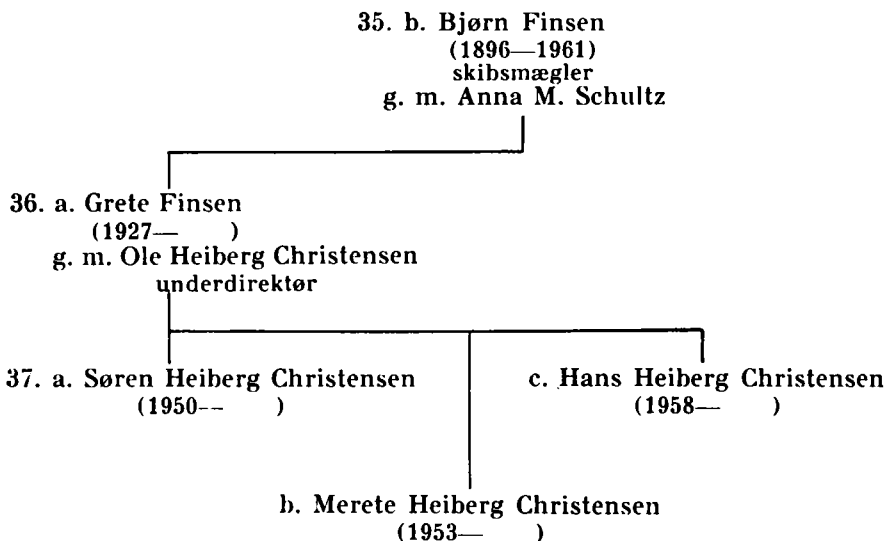 35. b. Bjørn Finsen
(1896—1961)
skibsmægler
g. m. Anna M. Schultz
36. a. Grete Finsen
(1927— )
g. m. Ole Heiberg Christensen
underdirektør
37. a. Søren Heiberg Christensen
(1950— )
c. Hans Heiberg Christensen
(1958— )
b. Merete Heiberg Christensen
(1953— )